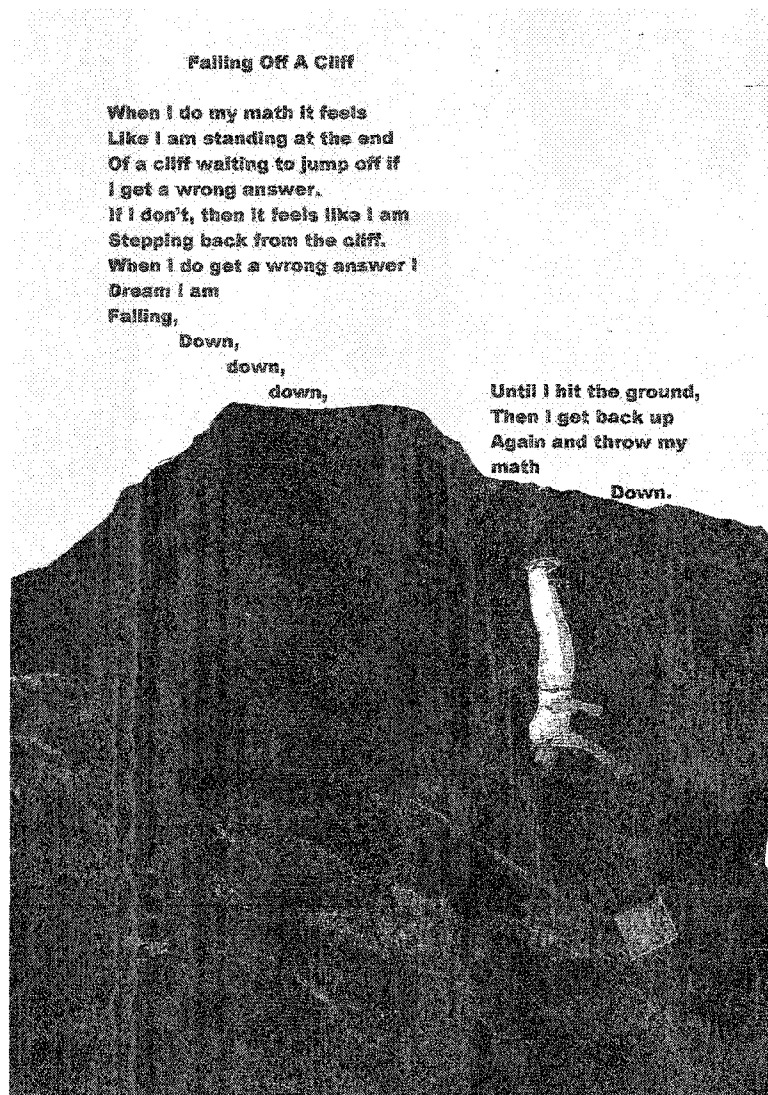 Falling Off A Cliff
When I do my math it feels
Like I am standing at the end
Of a cliff waiting to jump off if
I get a wrong answer.
If I don't, then it feels like I am
Stepping back from the cliff.
When I do get a wrong answer I
Dream I am
Falling,
Down,
down,
down,
Until I hit the ground,
Then I get back up
Again and throw my
math
Down.